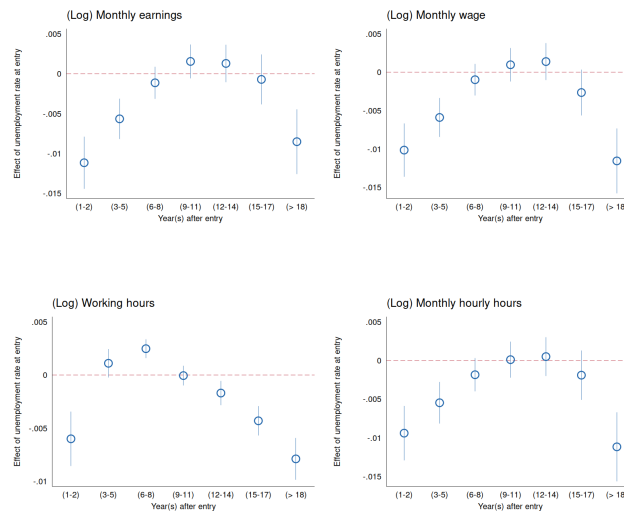 (Log) Monthly earnings
Effect of unemployment rate at entry
.005
0
-.005
-.01
-.015
(1-2) (3-5) (6-8) (9-11) (12-14) (15-17) (> 18)
Year(s) after entry
(Log) Monthly wage
Effect of unemployment rate at entry
.005
0
-.005
-.01
-.015
(1-2) (3-5) (6-8) (9-11) (12-14) (15-17) (> 18
Year(s) after entry
(Log) Working hours
Effect of unemployment rate at entry
.005
0
-.005
-.01
(1-2) (3-5) (6-8) (9-11) (12-14) (15-17) (> 18)
Year(s) after entry
(Log) Monthly hourly hours
Effect of unemployment rate at entry
.005
0
-.005
-.01
-.015
(1-2) (3-5) (6-8) (9-11) (12-14) (15-17) (> 18
Year(s) after entry